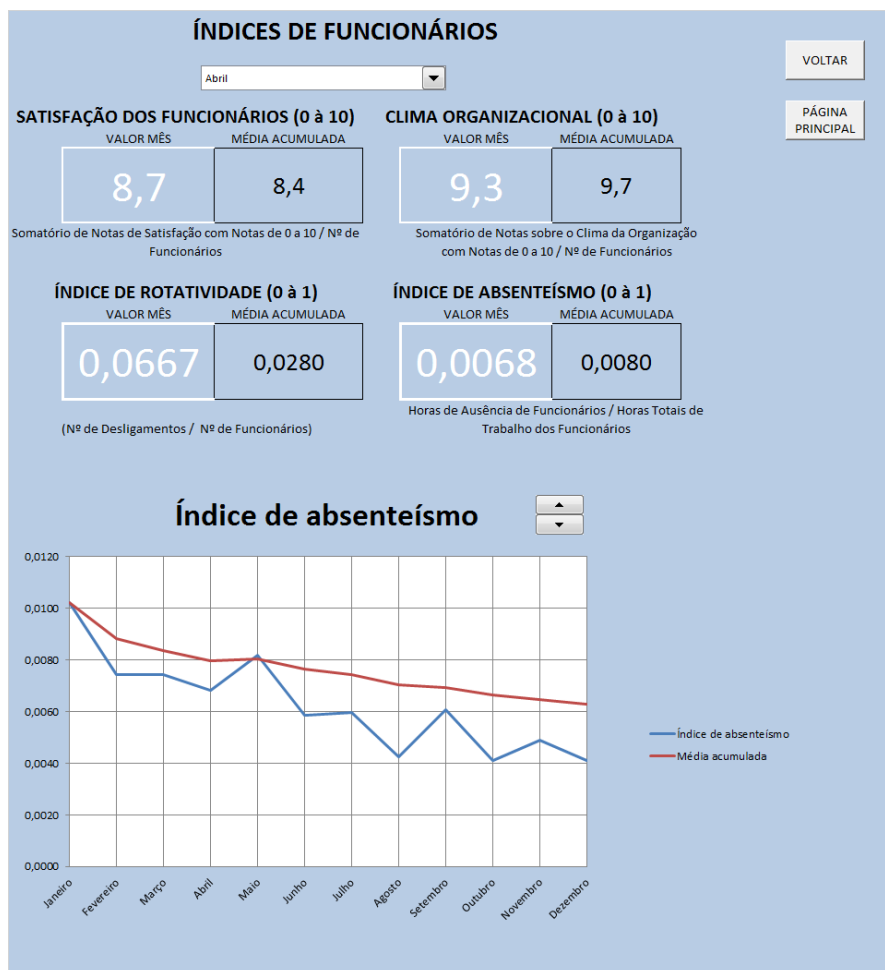 ÍNDICES DE FUNCIONÁRIOS
VOLTAR
Abril
PÁGINA
PRINCIPAL
SATISFAÇÃO DOS FUNCIONÁRIOS (0 à 10)
VALOR MÊS
MÉDIA ACUMULADA
8,7
8,4
Somatório de Notas de Satisfação com Notas de 0 a 10 / Nº de
Funcionários
CLIMA ORGANIZACIONAL (0 à 10)
VALOR MÊS
MÉDIA ACUMULADA
9,3
9,7
Somatório de Notas sobre o Clima da Organização
com Notas de 0 a 10 / Nº de Funcionários
ÍNDICE DE ROTATIVIDADE (0 à 1)
VALOR MÊS
MÉDIA ACUMULADA
0,0667
0,0280
(Nº de Desligamentos / Nº de Funcionários)
ÍNDICE DE ABSENTEÍSMO (0 à 1)
VALOR MÊS
MÉDIA ACUMULADA
0,0068
0,0080
Horas de Ausência de Funcionários / Horas Totais de
Trabalho dos Funcionários
Índice de absenteísmo
0,0120
0,0100
0,0080
0,0060
0,0040
0,0020
0,0000
Janeiro
Fevereiro
Março
Abril
Maio
Junho
Julho
Agosto
Setembro
Outubro
Novembro
Dezembro
Índice de absenteísmo
Média acumulada